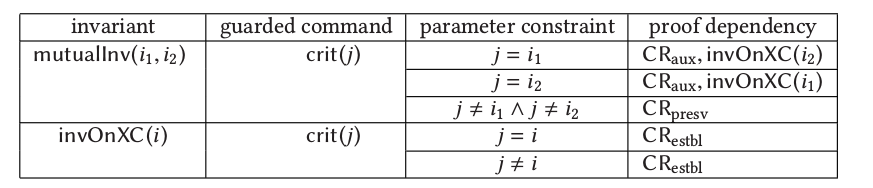 invariant guarded command parameter constraint proof dependency
mutualInv(i₁, i₂) crit(j) j = i₁ CR_aux, invOnXC(i₂)
j = i₂ CR_aux, invOnXC(i₁)
j ≠ i₁ ∧ j ≠ i₂ CR_presv
invOnXC(i) crit(j) j = i CR_estbl
j ≠ i CR_estbl